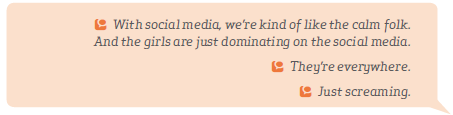 With social media, we're kind of like the calm folk.
And the girls are just dominating on the social media.
They're everywhere.
Just screaming.